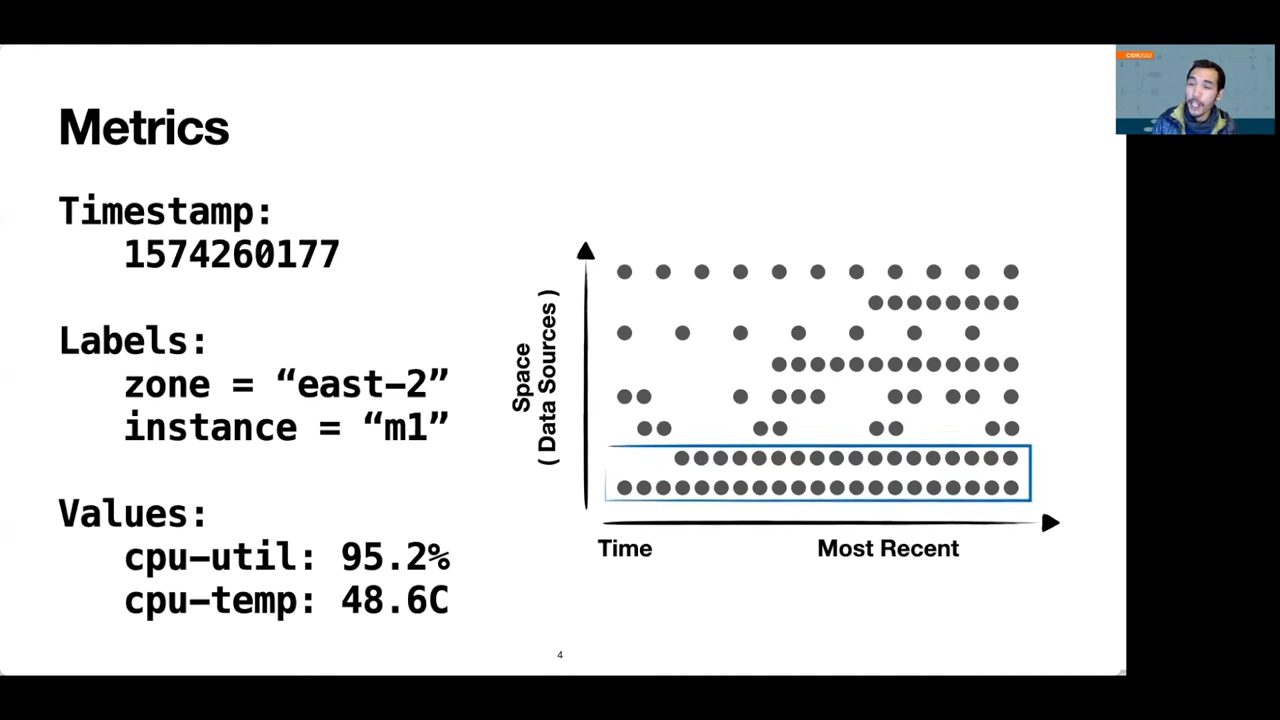 CIDR2022
Metrics
Timestamp:
1574260177
Labels:
zone = “east-2”
instance = “m1”
Values:
cpu-util: 95.2%
cpu-temp: 48.6C
Space
( Data Sources )
Time
Most Recent
4